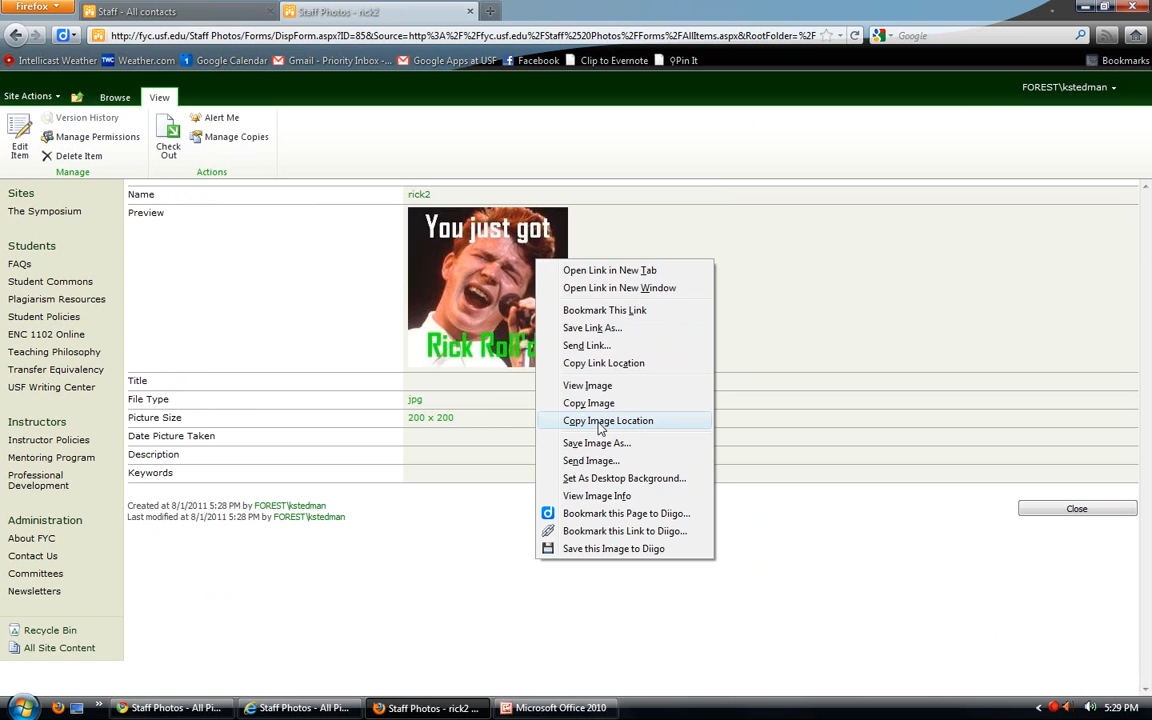 Firefox
Staff - All contacts
Staff Photos - rick2
http://fyc.usf.edu/Staff Photos/Forms/DispForm.aspx?ID=85&Source=http%3A%2F%2Ffyc.usf.edu%2FStaff%2520Photos%2FForms%2FAllItems.aspx&RootFolder=%2F
Google
Intellicast Weather
TWC Weather.com
Google Calendar
Gmail - Priority Inbox - ...
Google Apps at USF
Facebook
Clip to Evernote
Pin It
Bookmarks
Site Actions
Browse
View
FOREST\kstedman
Edit Item
Version History
Manage Permissions
Delete Item
Manage
Check Out
Alert Me
Manage Copies
Actions
Sites
The Symposium
Students
FAQs
Student Commons
Plagiarism Resources
Student Policies
ENC 1102 Online
Teaching Philosophy
Transfer Equivalency
USF Writing Center
Instructors
Instructor Policies
Mentoring Program
Professional
Development
Administration
About FYC
Contact Us
Committees
Newsletters
Recycle Bin
All Site Content
Name
rick2
Preview
You just got
Rick Roll'd
Title
File Type
jpg
Picture Size
200 x 200
Date Picture Taken
Description
Keywords
Created at 8/1/2011 5:28 PM by FOREST\kstedman
Last modified at 8/1/2011 5:28 PM by FOREST\kstedman
Close
Open Link in New Tab
Open Link in New Window
Bookmark This Link
Save Link As...
Send Link...
Copy Link Location
View Image
Copy Image
Copy Image Location
Save Image As...
Send Image...
Set As Desktop Background...
View Image Info
Bookmark this Page to Diigo...
Bookmark this Link to Diigo...
Save this Image to Diigo
Staff Photos - All Pi...
Staff Photos - All Pi...
Staff Photos - rick2 ...
Microsoft Office 2010
5:29 PM